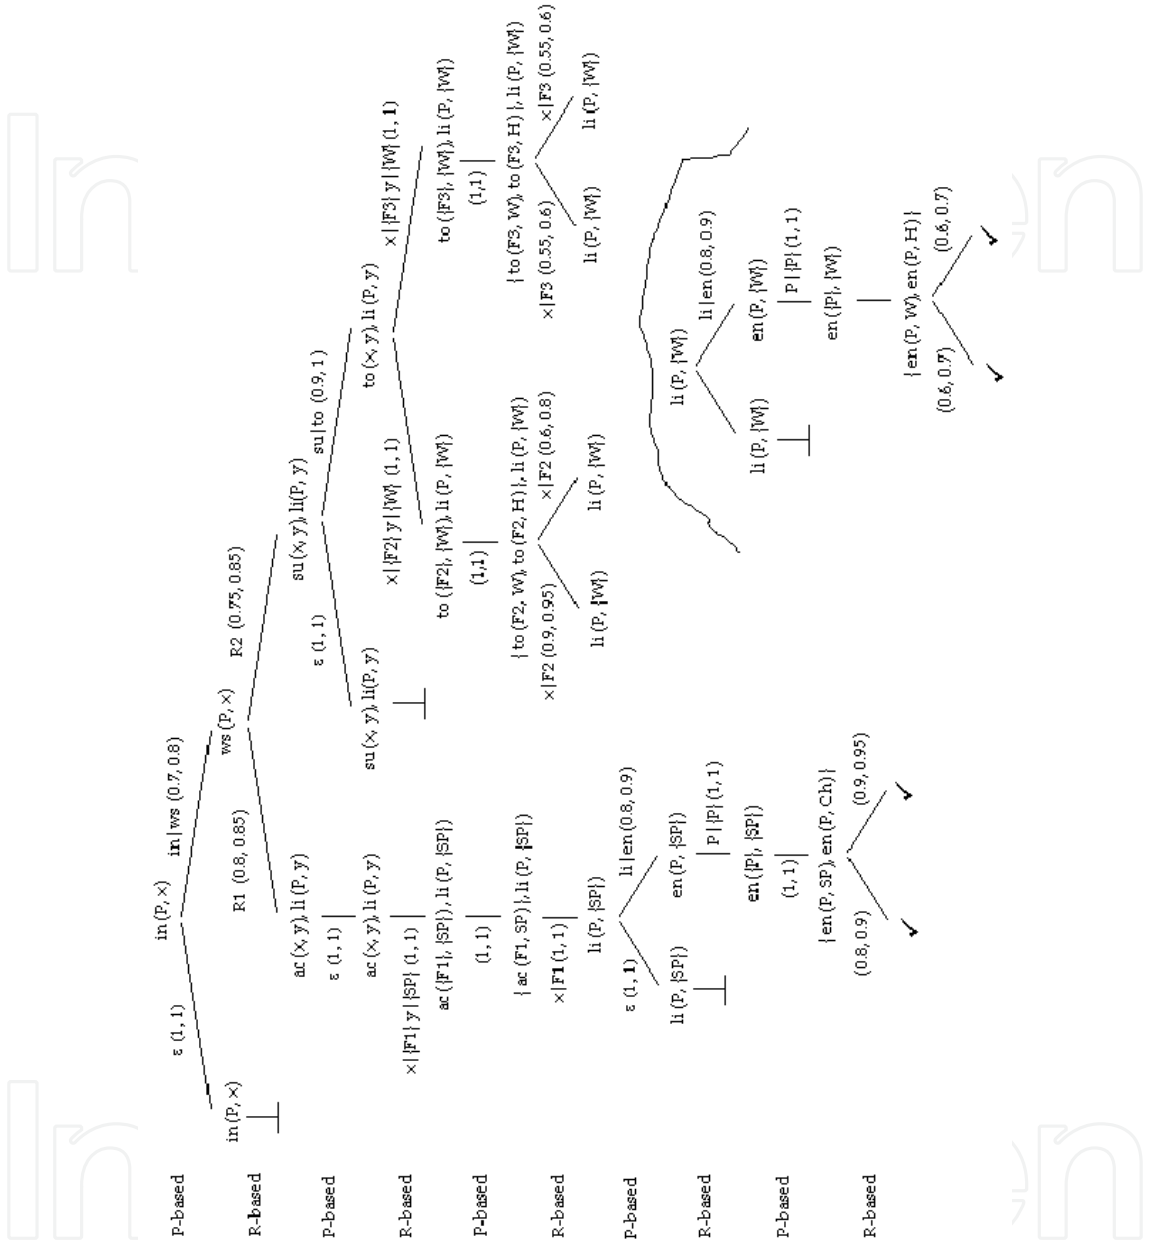 P-based
in (P, x)
ε (1, 1)
in | ws (0.7, 0.8)
R-based
in (P, x)
ws (P, x)
R1 (0.8, 0.85)
R2 (0.75, 0.85)
P-based
ac (x, y), li (P, y)
su (x, y), li(P, y)
ε (1, 1)
ε (1, 1)
su | to (0.9, 1)
R-based
ac (x, y), li (P, y)
su (x, y), li(P, y)
to (x, y), li (P, y)
x | {F1} y | {SP} (1, 1)
x | {F2} y | {W} (1, 1)
x | {F3} y | {W} (1, 1)
P-based
ac ({F1}, {SP}), li (P, {SP})
to ({F2}, {W}), li (P, {W})
to ({F3}, {W}), li (P, {W})
(1, 1)
(1,1)
(1,1)
R-based
{ ac (F1, SP) }, li (P, {SP})
{ to (F2, W), to (F2, H) }, li (P, {W})
{ to (F3, W), to (F3, H) }, li (P, {W})
x | F1 (1, 1)
x | F2 (0.9, 0.95)
x | F2 (0.6, 0.8)
x | F3 (0.55, 0.6)
x | F3 (0.55, 0.6)
P-based
li (P, {SP})
li (P, {W})
li (P, {W})
li (P, {W})
li (P, {W})
ε (1, 1)
li | en (0.8, 0.9)
li (P, {W})
li | en (0.8, 0.9)
R-based
li (P, {SP})
en (P, {SP})
P | {P} (1, 1)
li (P, {W})
en (P, {W})
P | {P} (1, 1)
P-based
en ({P}, {SP})
(1, 1)
en ({P}, {W})
R-based
{ en (P, SP), en (P, Ch) }
(0.8, 0.9)
(0.9, 0.95)
{ en (P, W), en (P, H) }
(0.6, 0.7)
(0.6, 0.7)